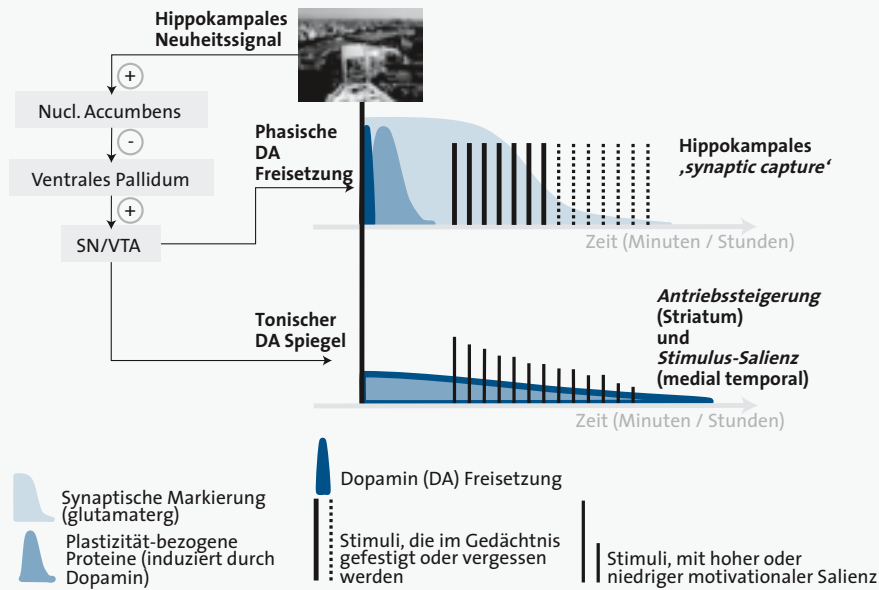 Hippokampales
Neuheitssignal
+
Nucl. Accumbens
-
Ventrales Pallidum
+
SN/VTA
Phasische
DA
Freisetzung
Hippokampales
‚synaptic capture‘
Zeit (Minuten / Stunden)
Tonischer
DA Spiegel
Antriebssteigerung
(Striatum)
und
Stimulus-Salienz
(medial temporal)
Zeit (Minuten / Stunden)
Synaptische Markierung
(glutamaterg)
Plastizität-bezogene
Proteine (induziert durch
Dopamin)
Dopamin (DA) Freisetzung
Stimuli, die im Gedächtnis
gefestigt oder vergessen
werden
Stimuli, mit hoher oder
niedriger motivationaler Salienz